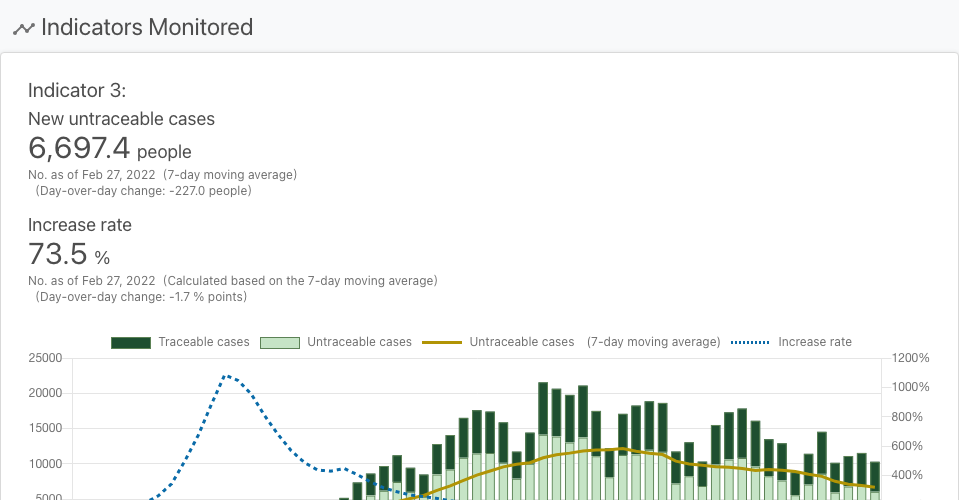 Indicators Monitored
Indicator 3:
New untraceable cases
6,697.4 people
No. as of Feb 27, 2022 (7-day moving average)
(Day-over-day change: -227.0 people)
Increase rate
73.5 %
No. as of Feb 27, 2022 (Calculated based on the 7-day moving average)
(Day-over-day change: -1.7 % points)
Traceable cases Untraceable cases Untraceable cases (7-day moving average) Increase rate
25000 1200%
20000 1000%
15000 800%
10000 600%
5000 400%